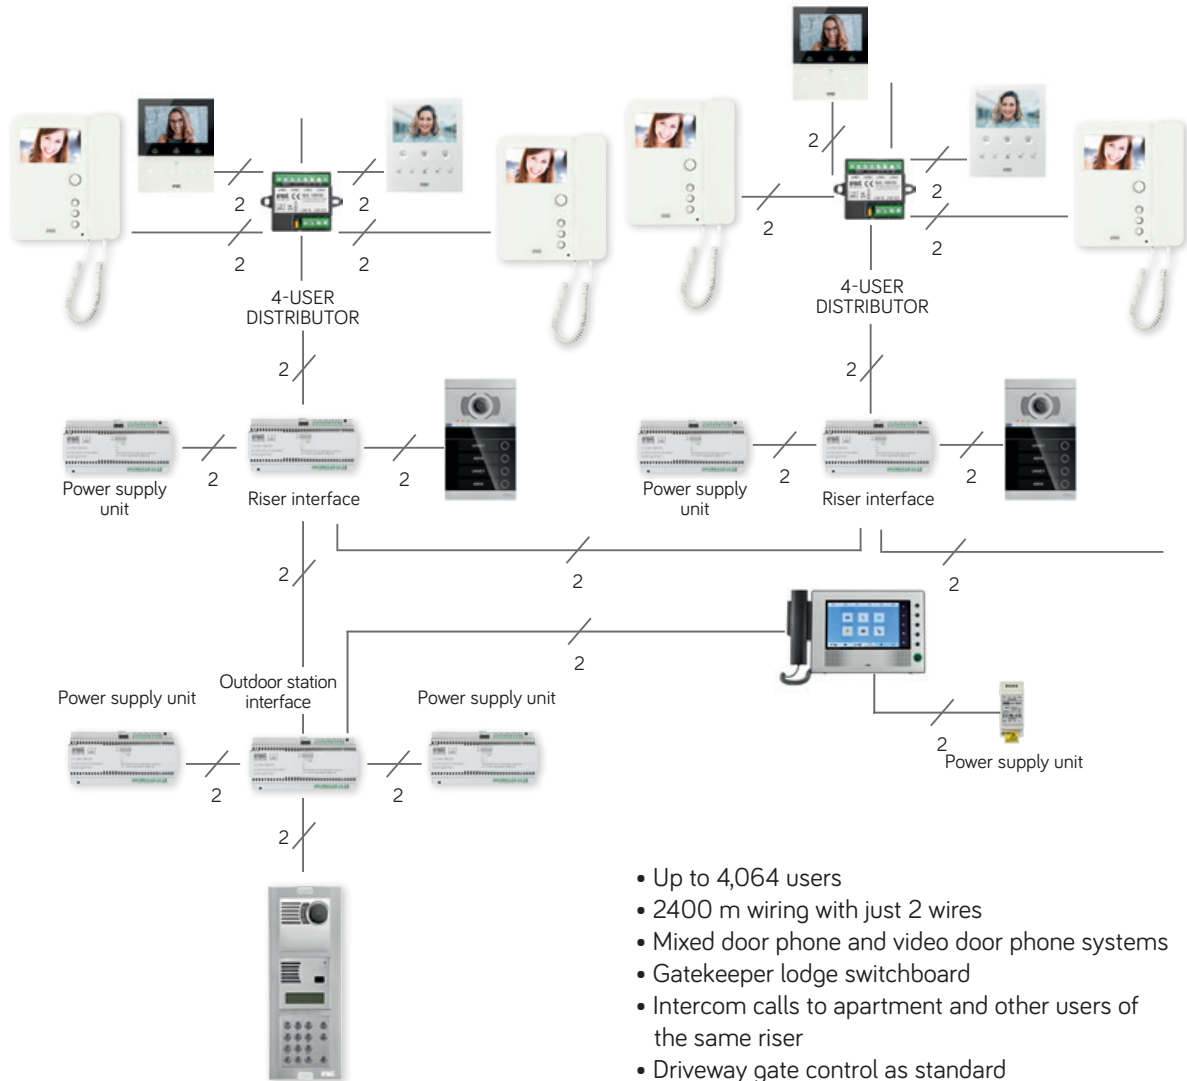 2
2
2
2
2
2
2
2
4-USER
DISTRIBUTOR
4-USER
DISTRIBUTOR
2
2
Power supply
unit
2
Riser interface
2
Power supply
unit
2
Riser interface
2
2
2
2
2
Outdoor station
interface
Power supply unit
Power supply unit
2
2
2
Power supply unit
2
• Up to 4,064 users
• 2400 m wiring with just 2 wires
• Mixed door phone and video door phone systems
• Gatekeeper lodge switchboard
• Intercom calls to apartment and other users of
the same riser
• Driveway gate control as standard